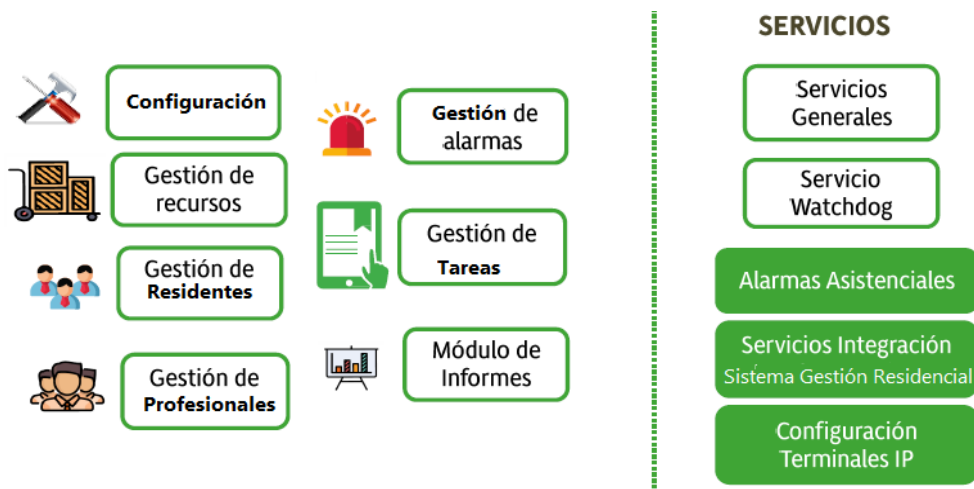 Configuración
Gestión de
recursos
Gestión de
Residentes
Gestión de
Profesionales
Gestión de
alarmas
Gestión de
Tareas
Módulo de
Informes
SERVICIOS
Servicios
Generales
Servicio
Watchdog
Alarmas Asistenciales
Servicios Integración
Sistema Gestión Residencial
Configuración
Terminales IP